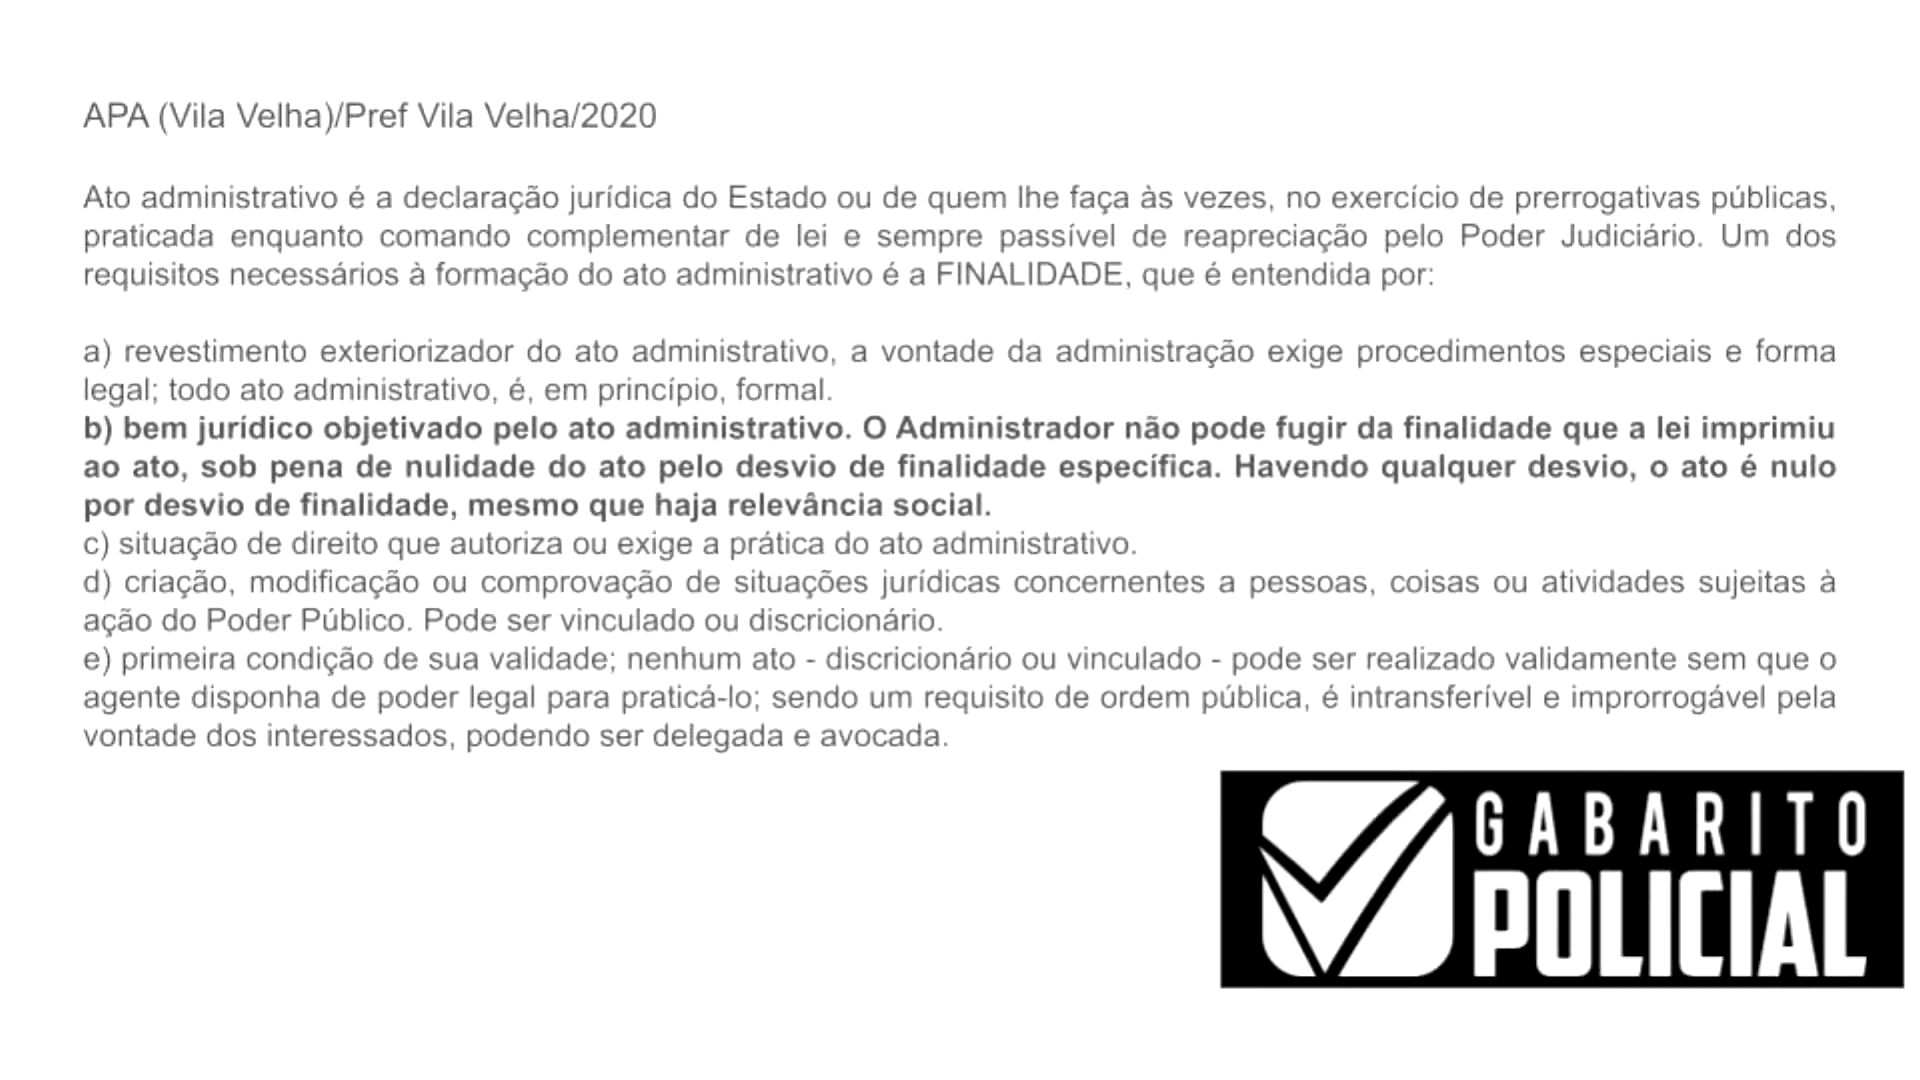 APA (Vila Velha)/Pref Vila Velha/2020
Ato administrativo é a declaração jurídica do Estado ou de quem lhe faça às vezes, no exercício de prerrogativas públicas,
praticada enquanto comando complementar de lei e sempre passível de reapreciação pelo Poder Judiciário. Um dos
requisitos necessários à formação do ato administrativo é a FINALIDADE, que é entendida por:
a) revestimento exteriorizador do ato administrativo, a vontade da administração exige procedimentos especiais e forma
legal; todo ato administrativo, é, em princípio, formal.
b) bem jurídico objetivado pelo ato administrativo. O Administrador não pode fugir da finalidade que a lei imprimiu
ao ato, sob pena de nulidade do ato pelo desvio de finalidade específica. Havendo qualquer desvio, o ato é nulo
por desvio de finalidade, mesmo que haja relevância social.
c) situação de direito que autoriza ou exige a prática do ato administrativo.
d) criação, modificação ou comprovação de situações jurídicas concernentes a pessoas, coisas ou atividades sujeitas à
ação do Poder Público. Pode ser vinculado ou discricionário.
e) primeira condição de sua validade; nenhum ato - discricionário ou vinculado - pode ser realizado validamente sem que o
agente disponha de poder legal para praticá-lo; sendo um requisito de ordem pública, é intransferível e improrrogável pela
vontade dos interessados, podendo ser delegada e avocada.
GABARITO
POLICIAL